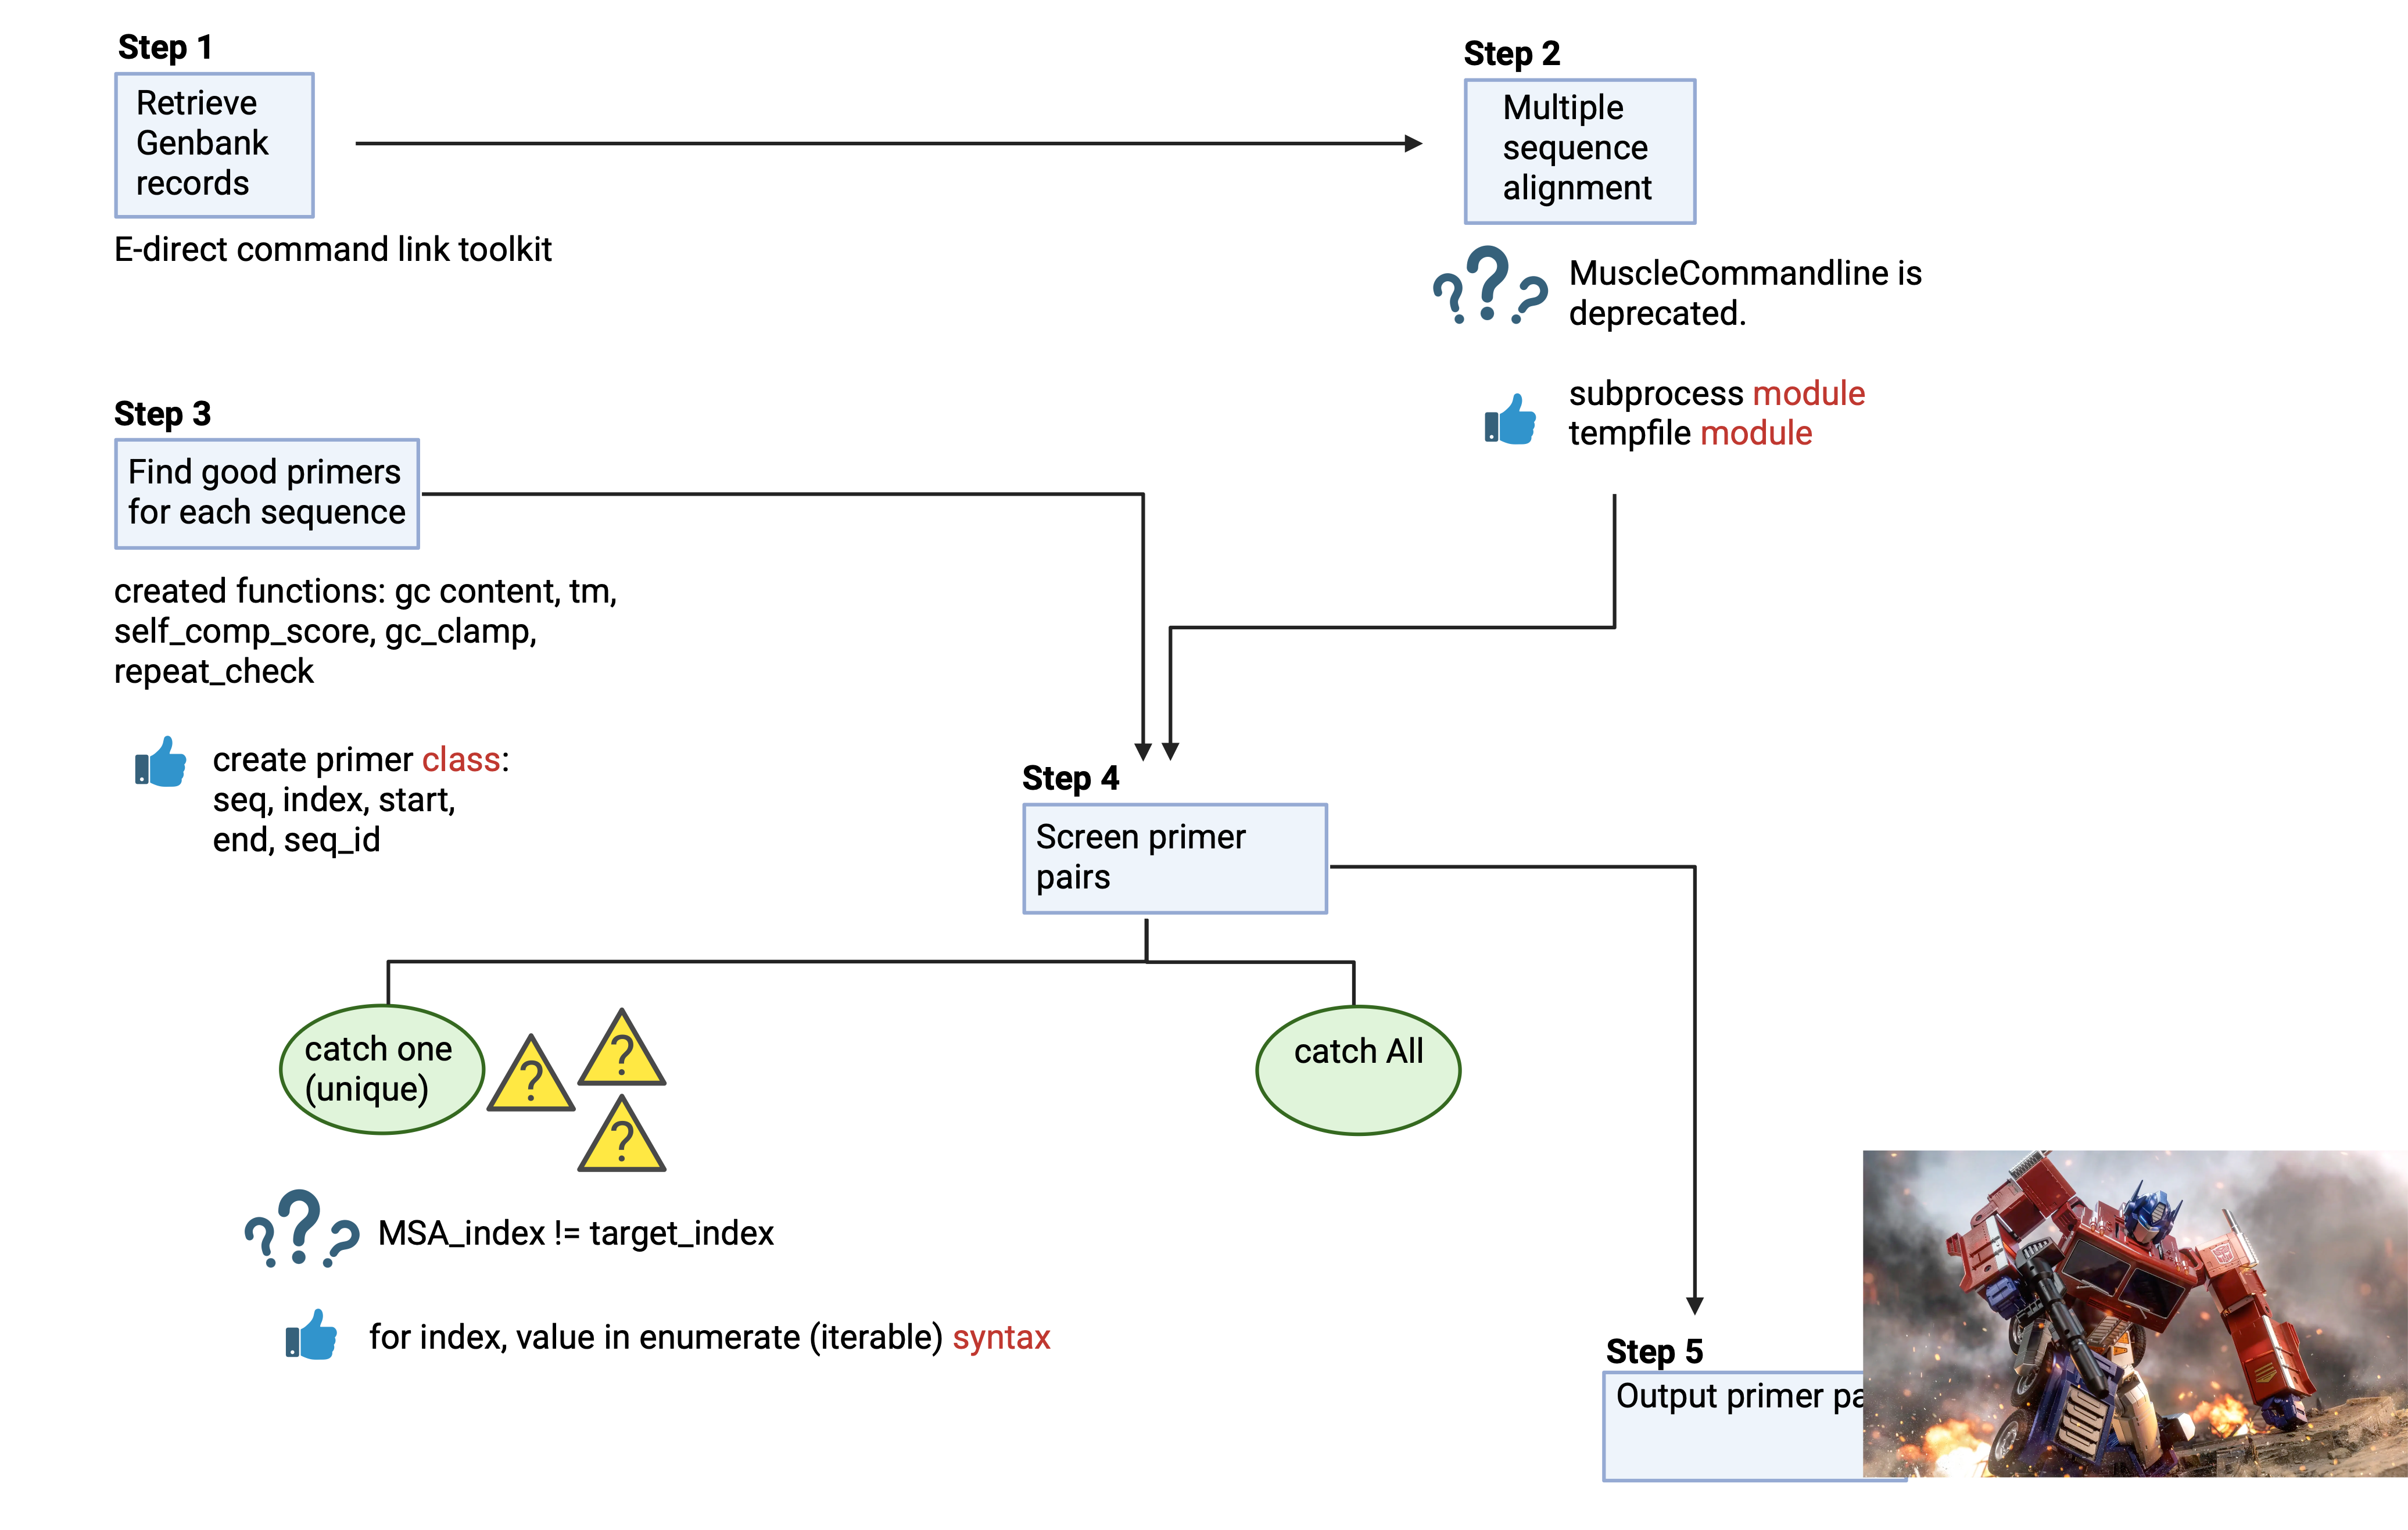 Step 1
Retrieve
Genbank
records
E-direct command link toolkit
Step 2
Multiple
sequence
alignment
MuscleCommandline is
deprecated.
subprocess module
tempfile module
Step 3
Find good primers
for each sequence
created functions: gc content, tm,
self_comp_score, gc_clamp,
repeat_check
create primer class:
seq, index, start,
end, seq_id
Step 4
Screen primer
pairs
catch one
(unique)
?
?
?
catch All
???
MSA_index != target_index
for index, value in enumerate (iterable) syntax
Step 5
Output primer